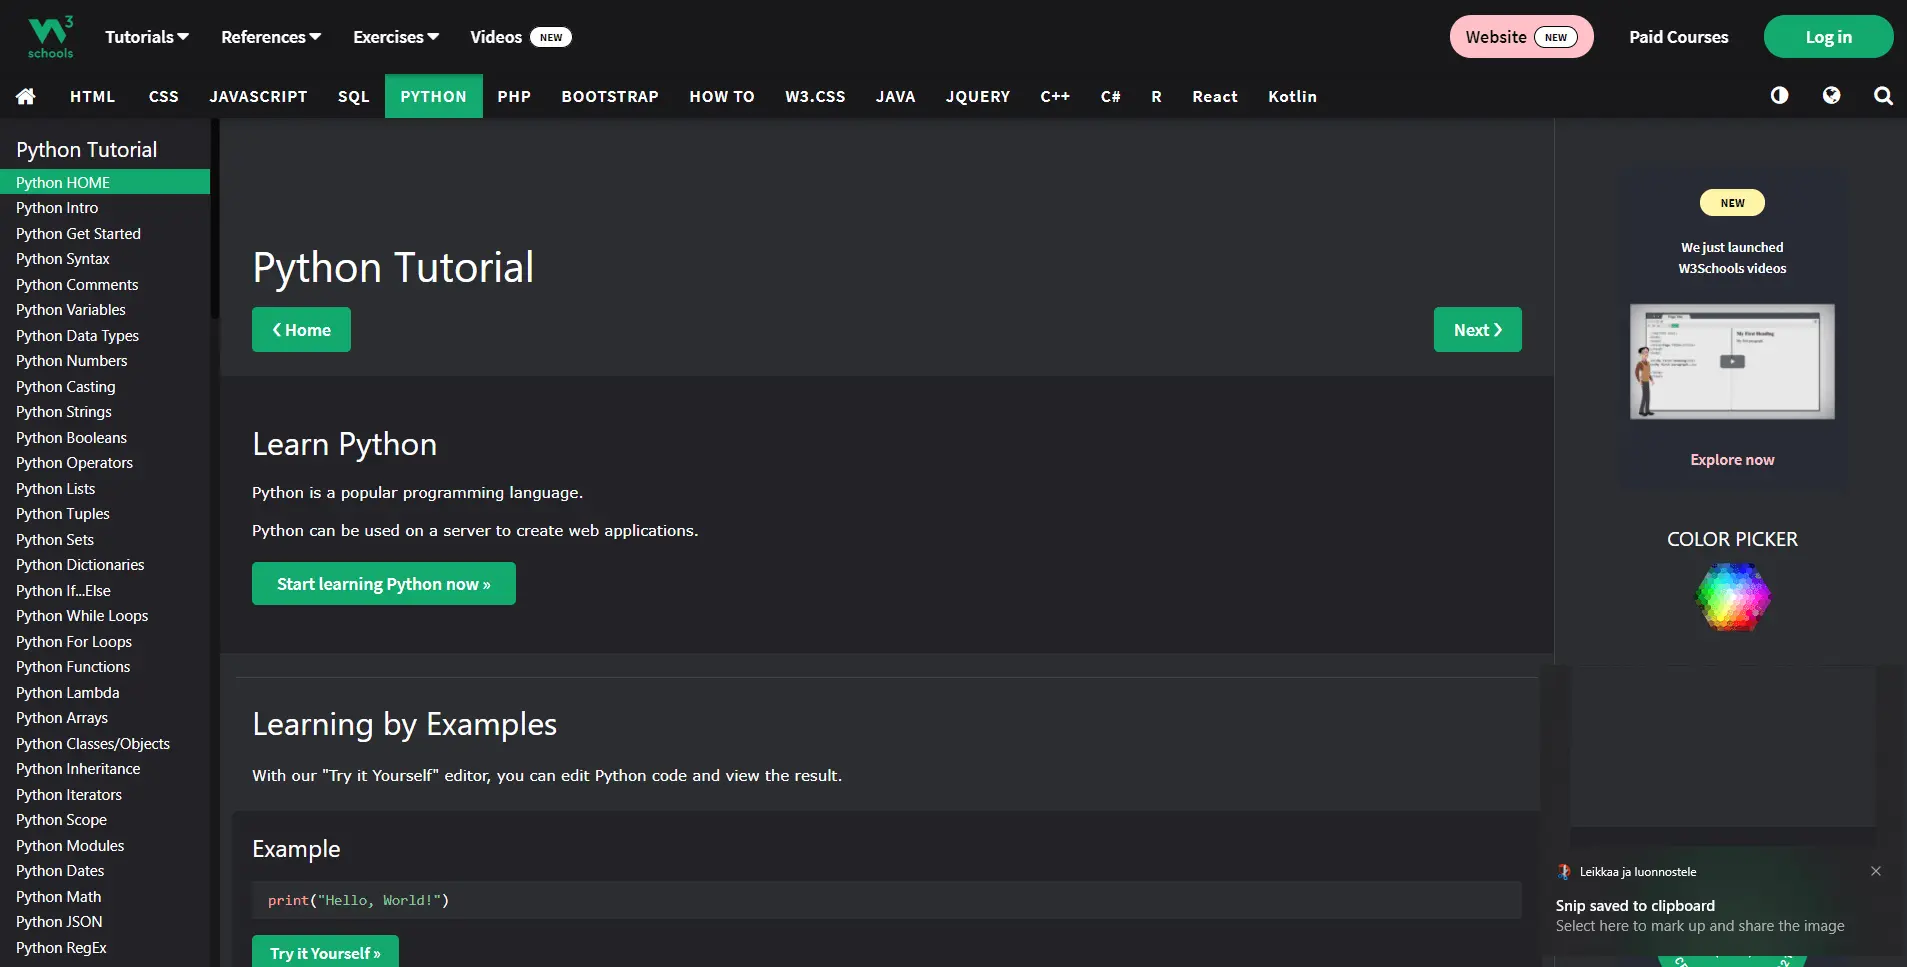 3
schools
Tutorials
References
Exercises
Videos NEW
Website NEW
Paid Courses
Log in
HTML
CSS
JAVASCRIPT
SQL
PYTHON
PHP
BOOTSTRAP
HOW TO
W3.CSS
JAVA
JQUERY
C++
C#
R
React
Kotlin
Python Tutorial
Python HOME
Python Intro
Python Get Started
Python Syntax
Python Comments
Python Variables
Python Data Types
Python Numbers
Python Casting
Python Strings
Python Booleans
Python Operators
Python Lists
Python Tuples
Python Sets
Python Dictionaries
Python If...Else
Python While Loops
Python For Loops
Python Functions
Python Lambda
Python Arrays
Python Classes/Objects
Python Inheritance
Python Iterators
Python Scope
Python Modules
Python Dates
Python Math
Python JSON
Python RegEx
Python Tutorial
❮ Home
Next ❯
Learn Python
Python is a popular programming language.
Python can be used on a server to create web applications.
Start learning Python now »
Learning by Examples
With our "Try it Yourself" editor, you can edit Python code and view the result.
Example
print("Hello, World!")
Try it Yourself »
NEW
We just launched
W3Schools videos
My First Heading
Explore now
COLOR PICKER
Leikkaa ja luonnostele
Snip saved to clipboard
Select here to mark up and share the image